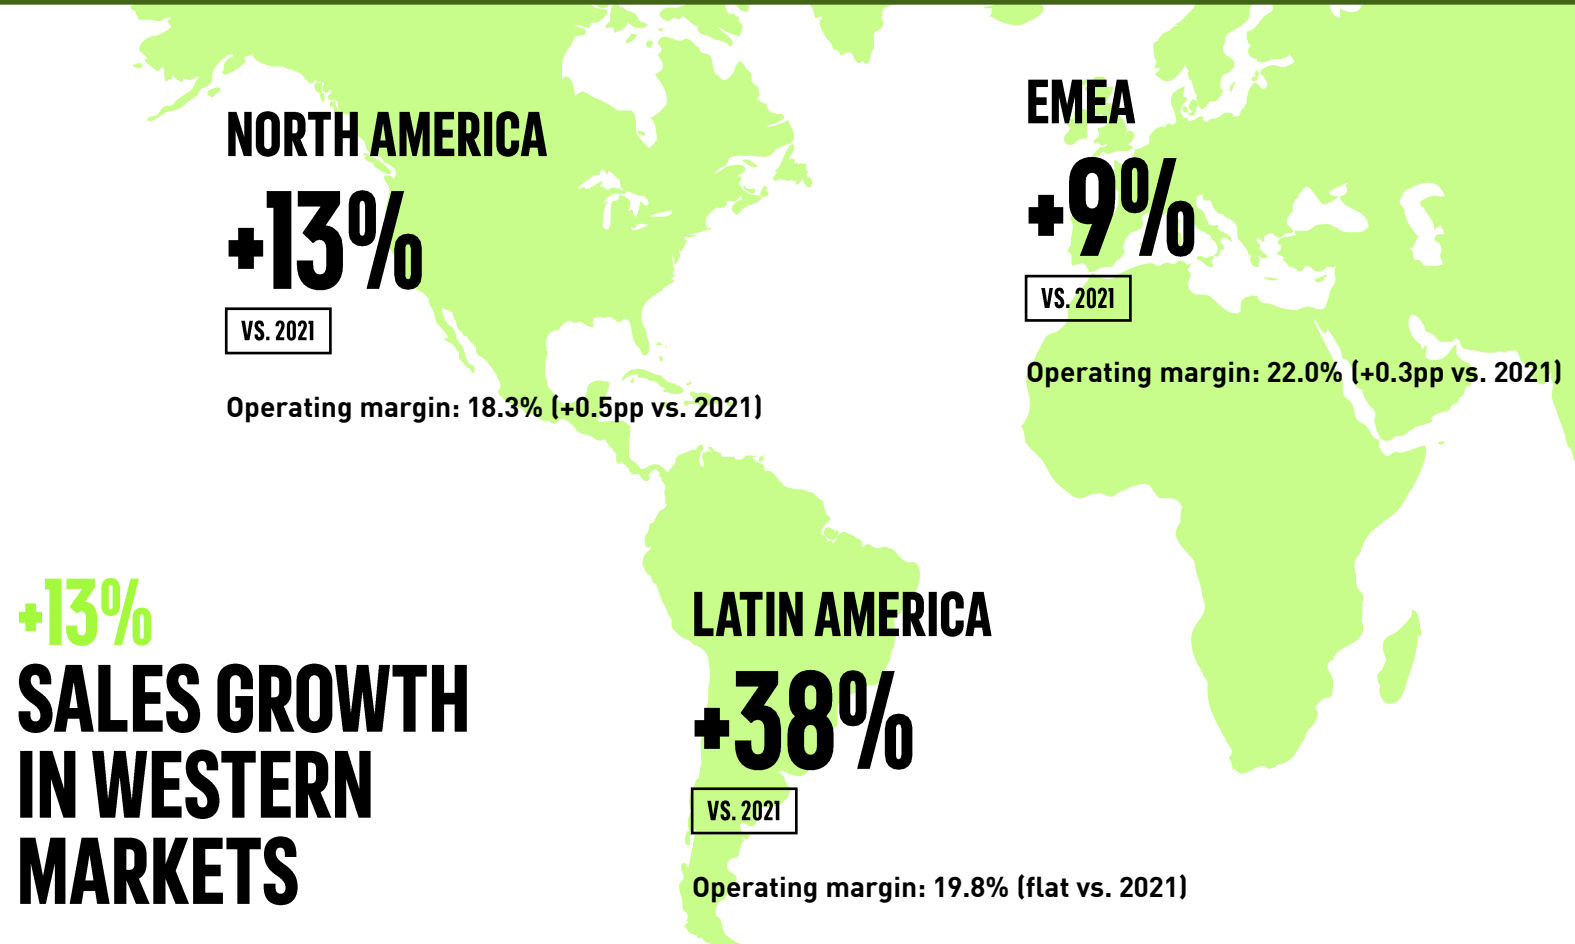 NORTH AMERICA
+13%
VS. 2021
Operating margin: 18.3% (+0.5pp vs. 2021)
EMEA
+9%
VS. 2021
Operating margin: 22.0% (+0.3pp vs. 2021)
LATIN AMERICA
+38%
VS. 2021
Operating margin: 19.8% (flat vs. 2021)
+13%
SALES GROWTH
IN WESTERN
MARKETS